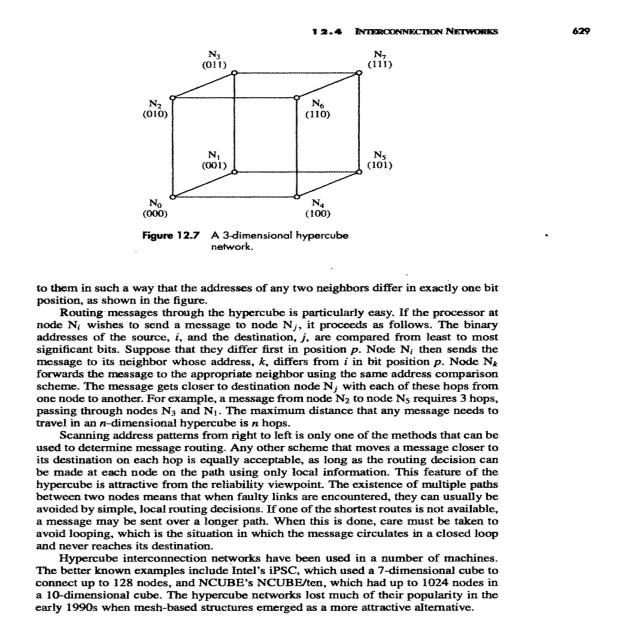 12.4 INTERCONNECTION NETWORKS 629
N3
(011)
N7
(111)
N2
(010)
N6
(110)
N1
(001)
N5
(101)
N0
(000)
N4
(100)
Figure 12.7 A 3-dimensional hypercube
network.
to them in such a way that the addresses of any two neighbors differ in exactly one bit
position, as shown in the figure.
Routing messages through the hypercube is particularly easy. If the processor at
node Ni wishes to send a message to node Nj, it proceeds as follows. The binary
addresses of the source, i, and the destination, j, are compared from least to most
significant bits. Suppose that they differ first in position p. Node Ni then sends the
message to its neighbor whose address, k, differs from i in bit position p. Node Nk
forwards the message to the appropriate neighbor using the same address comparison
scheme. The message gets closer to destination node Nj with each of these hops from
one node to another. For example, a message from node N2 to node N5 requires 3 hops,
passing through nodes N3 and N1. The maximum distance that any message needs to
travel in an n-dimensional hypercube is n hops.
Scanning address patterns from right to left is only one of the methods that can be
used to determine message routing. Any other scheme that moves a message closer to
its destination on each hop is equally acceptable, as long as the routing decision can
be made at each node on the path using only local information. This feature of the
hypercube is attractive from the reliability viewpoint. The existence of multiple paths
between two nodes means that when faulty links are encountered, they can usually be
avoided by simple, local routing decisions. If one of the shortest routes is not available,
a message may be sent over a longer path. When this is done, care must be taken to
avoid looping, which is the situation in which the message circulates in a closed loop
and never reaches its destination.
Hypercube interconnection networks have been used in a number of machines.
The better known examples include Intel's iPSC, which used a 7-dimensional cube to
connect up to 128 nodes, and NCUBE's NCUBE/ten, which had up to 1024 nodes in
a 10-dimensional cube. The hypercube networks lost much of their popularity in the
early 1990s when mesh-based structures emerged as a more attractive alternative.